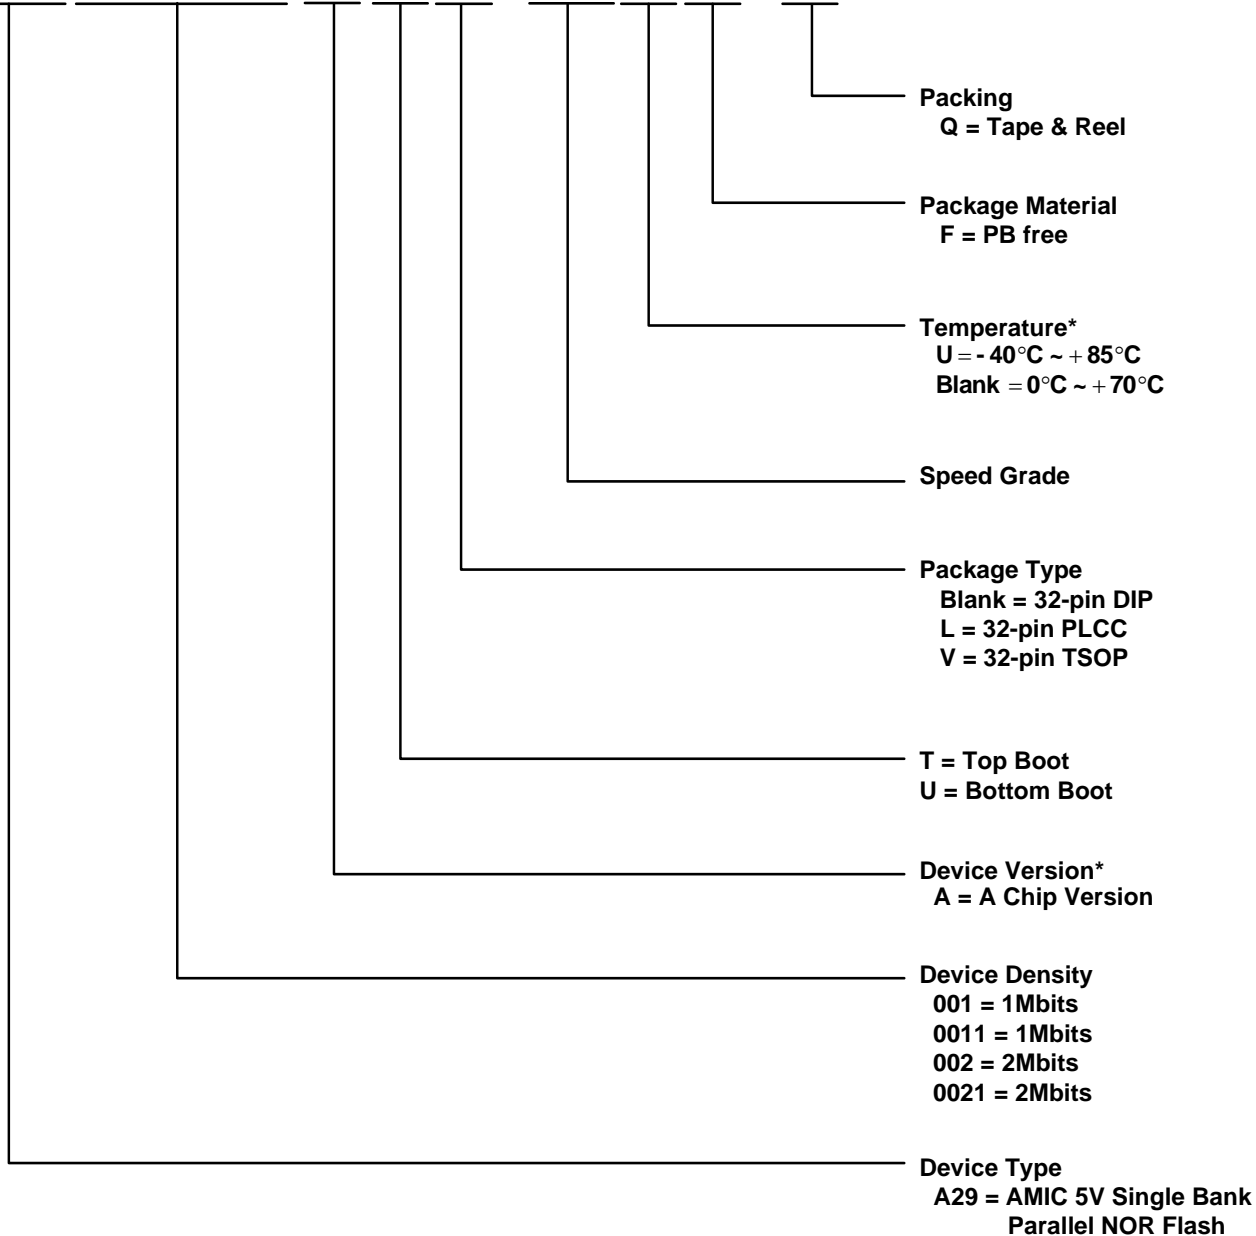 Packing
Q = Tape & Reel
Package Material
F = PB free
Temperature*
U = - 40°C ~ + 85°C
Blank = 0°C ~ + 70°C
Speed Grade
Package Type
Blank = 32-pin DIP
L = 32-pin PLCC
V = 32-pin TSOP
T = Top Boot
U = Bottom Boot
Device Version*
A = A Chip Version
Device Density
001 = 1Mbits
0011 = 1Mbits
002 = 2Mbits
0021 = 2Mbits
Device Type
A29 = AMIC 5V Single Bank
Parallel NOR Flash